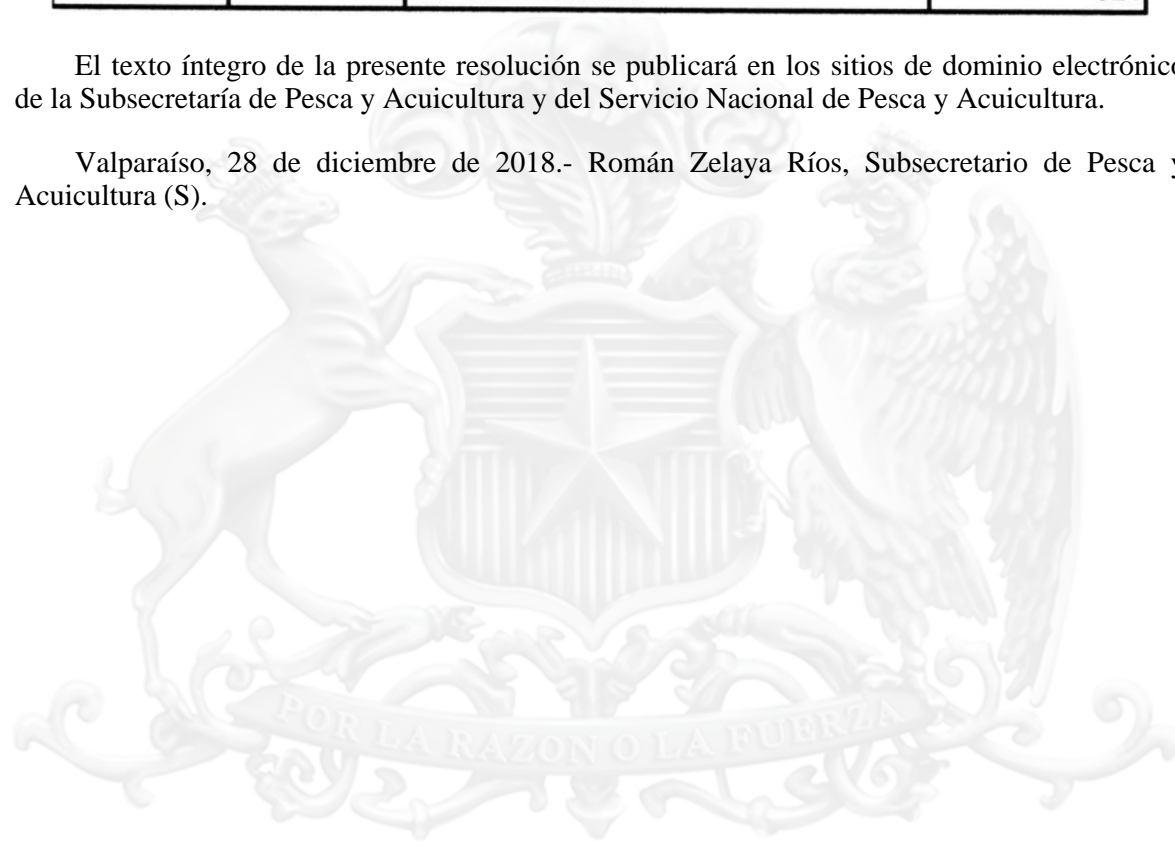 El texto íntegro de la presente resolución se publicará en los sitios de dominio electrónico
de la Subsecretaría de Pesca y Acuicultura y del Servicio Nacional de Pesca y Acuicultura.
Valparaíso, 28 de diciembre de 2018.- Román Zelaya Ríos, Subsecretario de Pesca y
Acuicultura (S).
POR LA RAZON O LA FUERZA